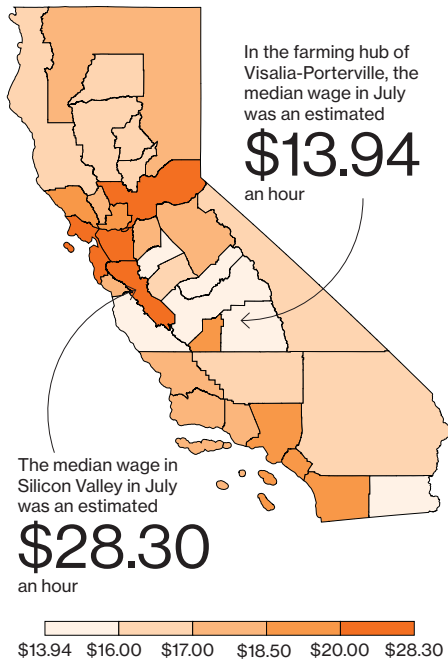 In the farming hub of
Visalia-Porterville, the
median wage in July
was an estimated
$13.94
an hour
The median wage in
Silicon Valley in July
was an estimated
$28.30
an hour
$13.94 $16.00 $17.00 $18.50 $20.00 $28.30